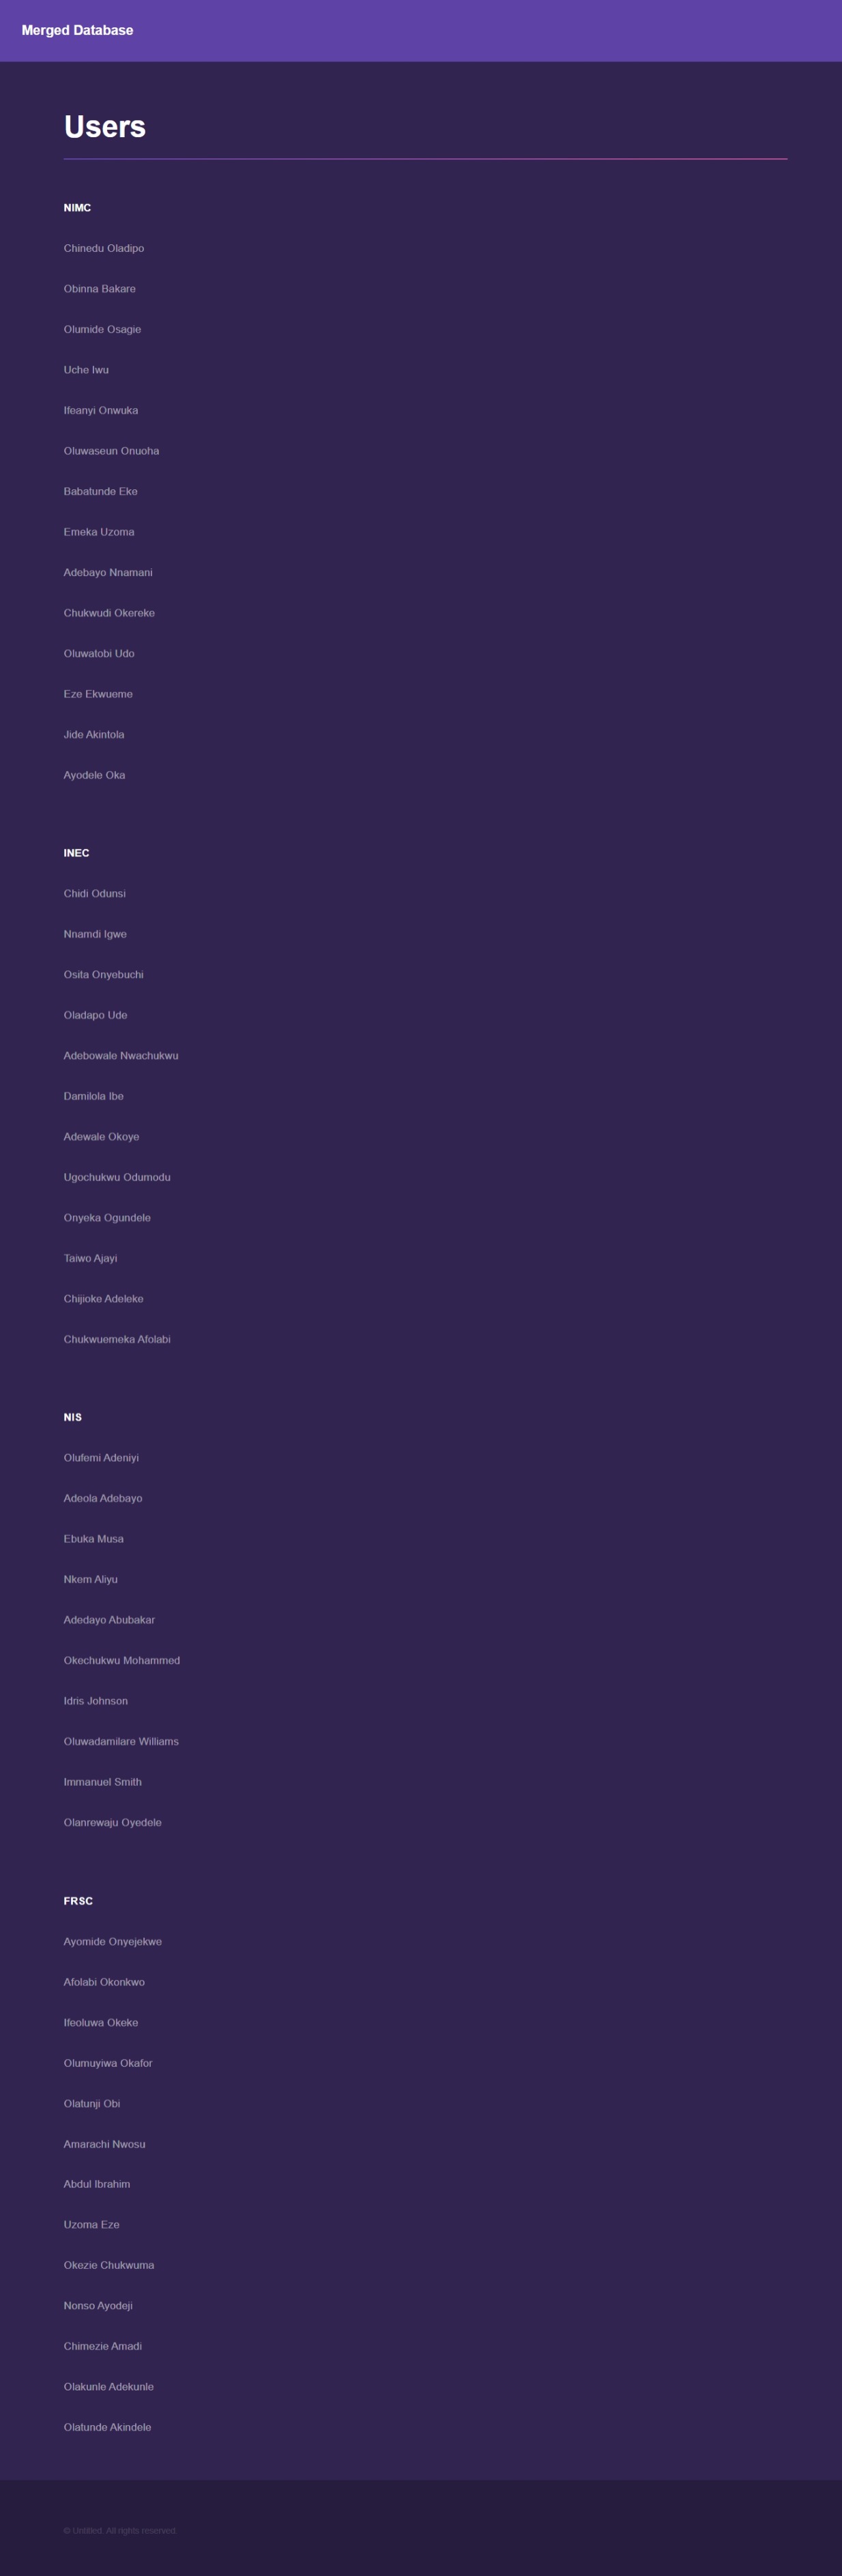 Merged Database
Users
NIMC
Chinedu Oladipo
Obinna Bakare
Olumide Osagie
Uche Iwu
Ifeanyi Onwuka
Oluwaseun Onuoha
Babatunde Eke
Emeka Uzoma
Adebayo Nnamani
Chukwudi Okereke
Oluwatobi Udo
Eze Ekwueme
Jide Akintola
Ayodele Oka
INEC
Chidi Odunsi
Nnamdi Igwe
Osita Onyebuchi
Oladapo Ude
Adebowale Nwachukwu
Damilola Ibe
Adewale Okoye
Ugochukwu Odumodu
Onyeka Ogundele
Taiwo Ajayi
Chijioke Adeleke
Chukwuemeka Afolabi
NIS
Olufemi Adeniyi
Adeola Adebayo
Ebuka Musa
Nkem Aliyu
Adedayo Abubakar
Okechukwu Mohammed
Idris Johnson
Oluwadamilare Williams
Immanuel Smith
Olanrewaju Oyedele
FRSC
Ayomide Onyejekwe
Afolabi Okonkwo
Ifeoluwa Okeke
Olumuyiwa Okafor
Olatunji Obi
Amarachi Nwosu
Abdul Ibrahim
Uzoma Eze
Okezie Chukwuma
Nonso Ayodeji
Chimezie Amadi
Olakunle Adekunle
Olatunde Akindele
© Untitled. All rights reserved